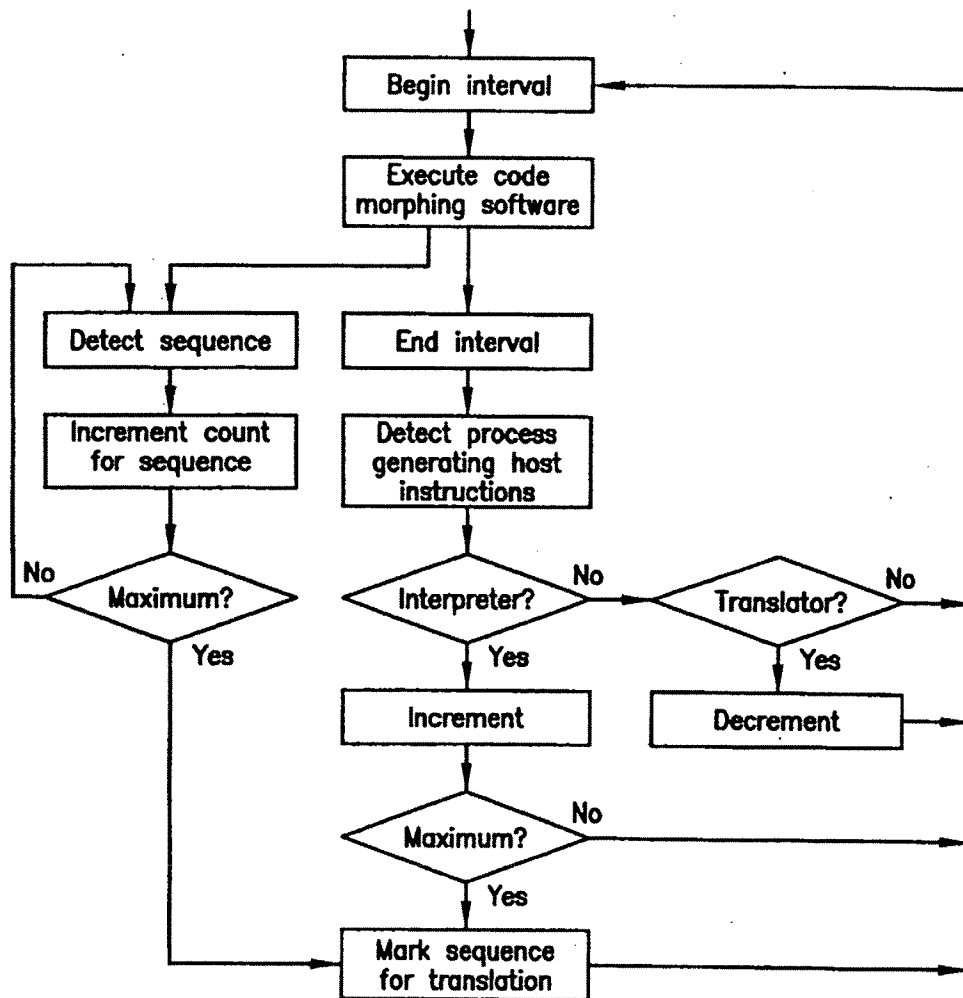 Begin interval
Execute code
morphing software
Detect sequence
End interval
Increment count
for sequence
Detect process
generating host
instructions
No
Maximum?
Yes
Interpreter?
No
Yes
Translator?
No
Yes
Increment
Decrement
Maximum?
No
Yes
Mark sequence
for translation